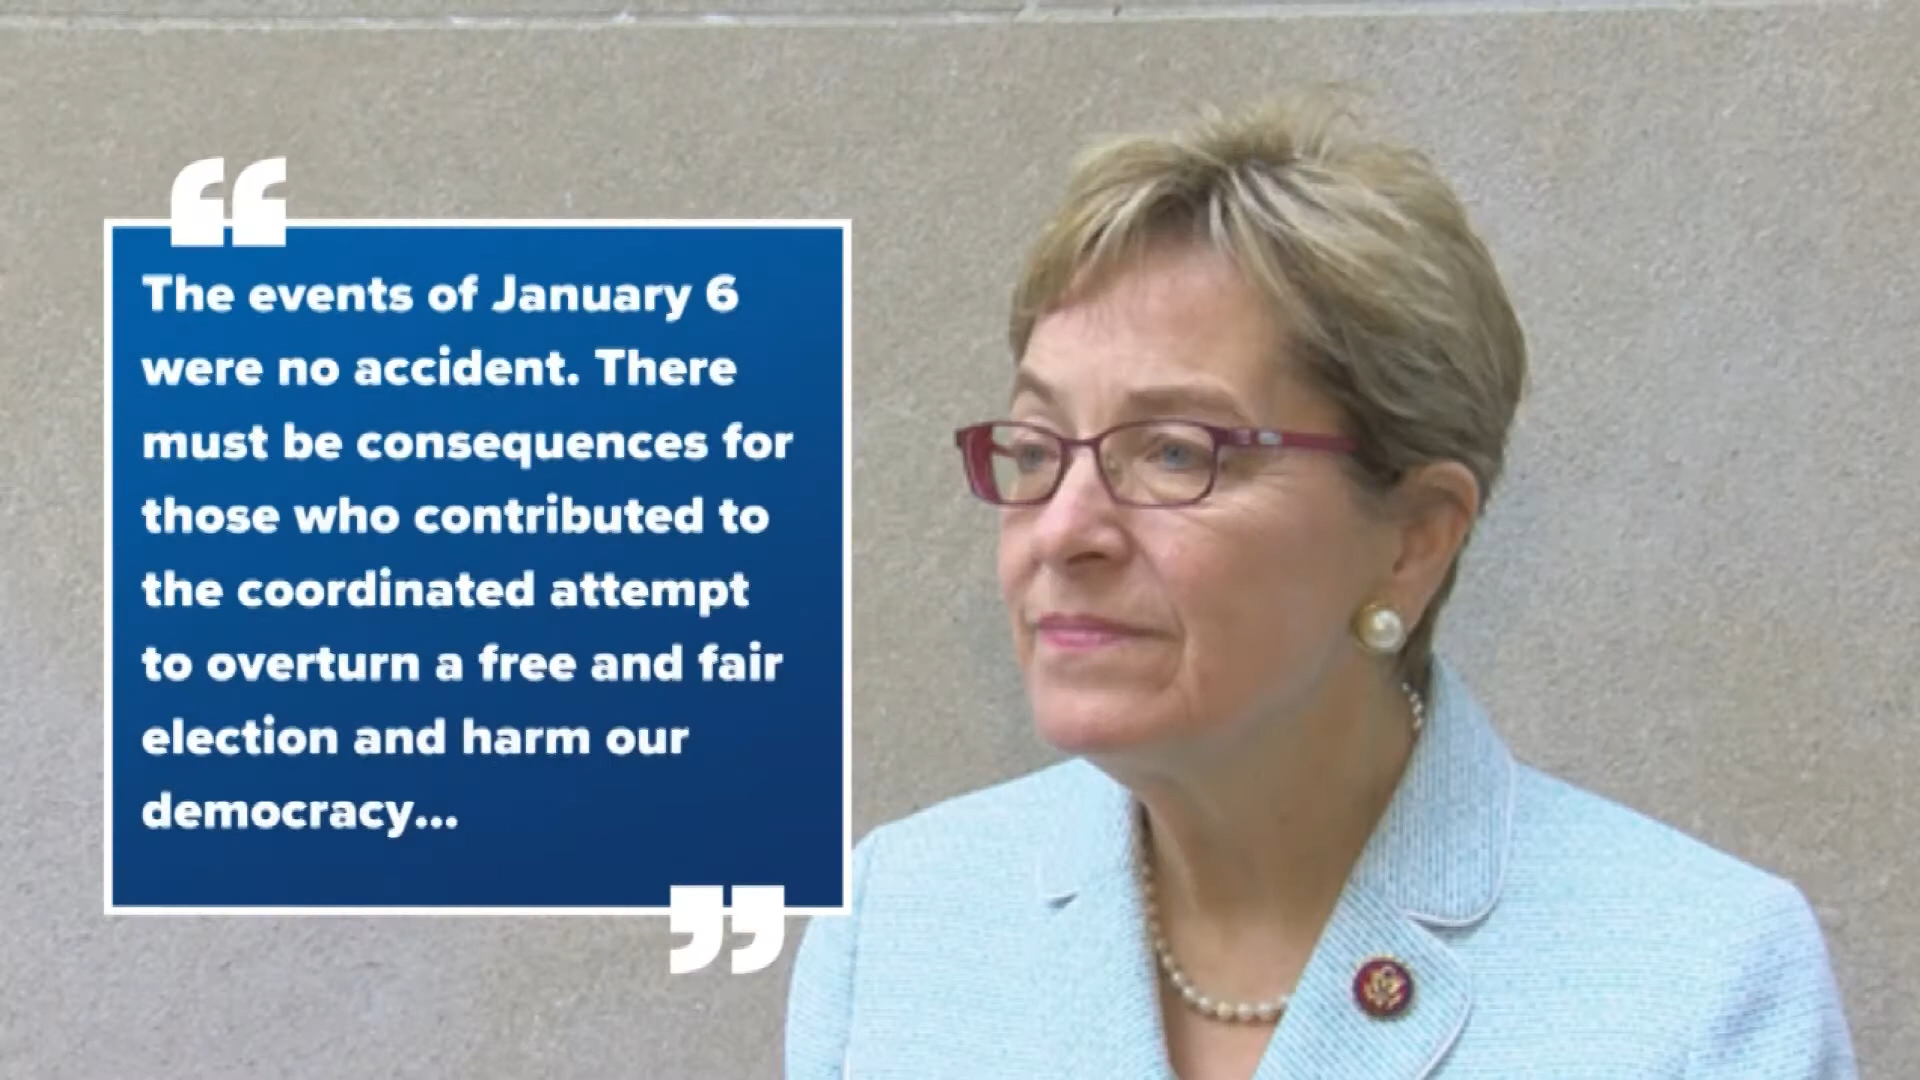 The events of January 6
were no accident. There
must be consequences for
those who contributed to
the coordinated attempt
to overturn a free and fair
election and harm our
democracy...